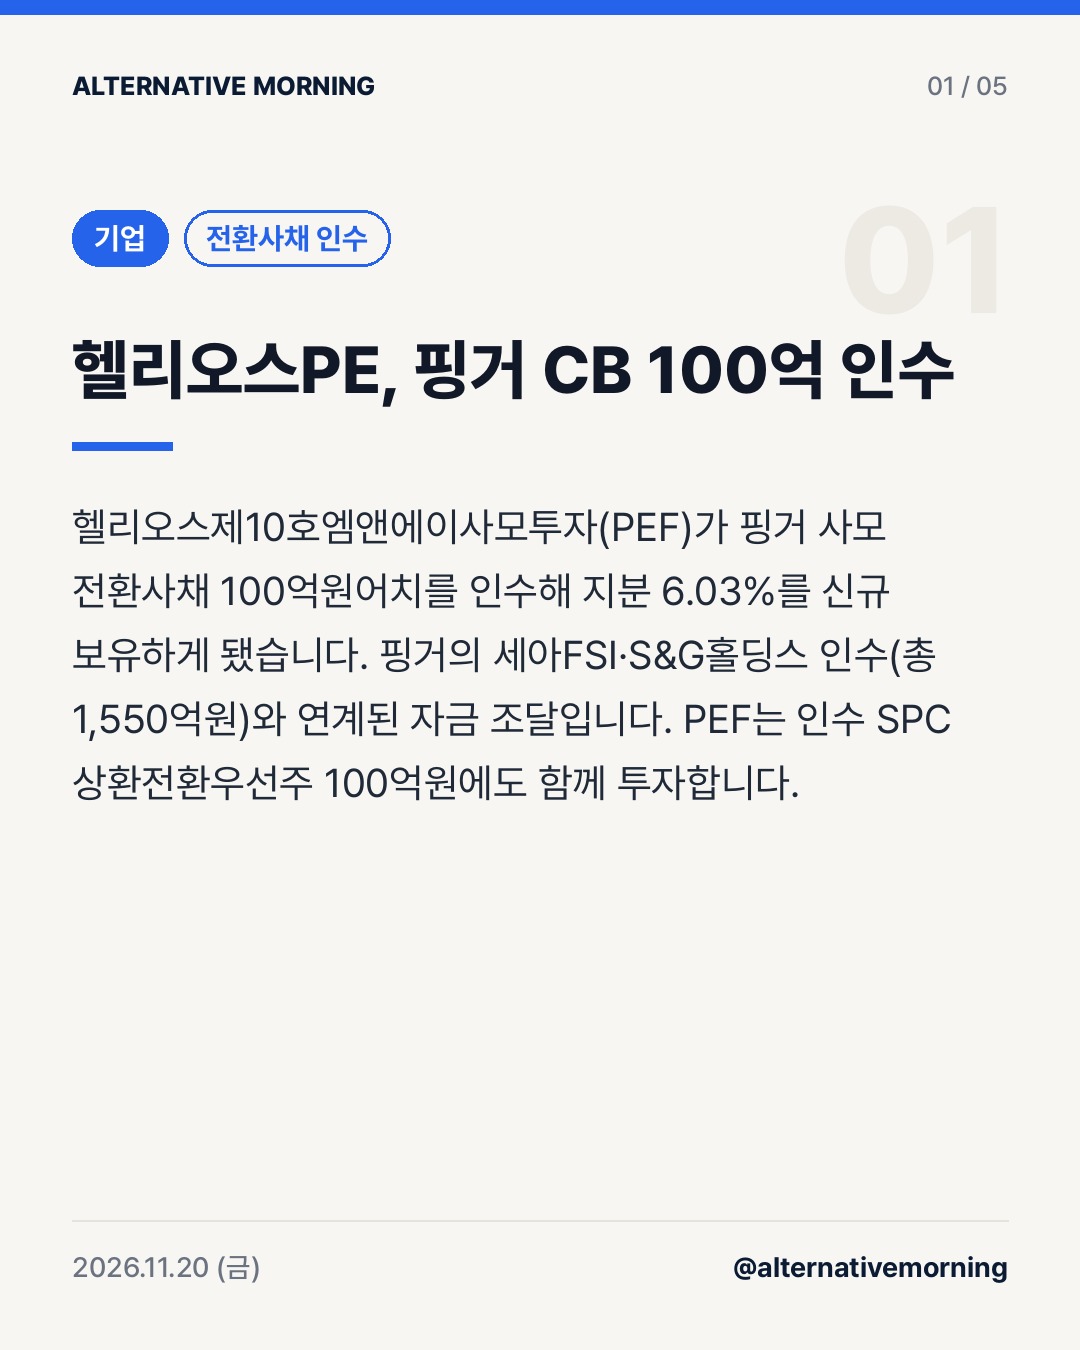 ALTERNATIVE MORNING
01 / 05
기업
전환사채 인수
01
헬리오스PE, 핑거 CB 100억 인수
헬리오스제10호엠앤에이사모투자(PEF)가 핑거 사모
전환사채 100억원어치를 인수해 지분 6.03%를 신규
보유하게 됐습니다. 핑거의 세아FSI·S&G홀딩스 인수(총
1,550억원)와 연계된 자금 조달입니다. PEF는 인수 SPC
상환전환우선주 100억원에도 함께 투자합니다.
2026.11.20 (금)
@alternativemorning